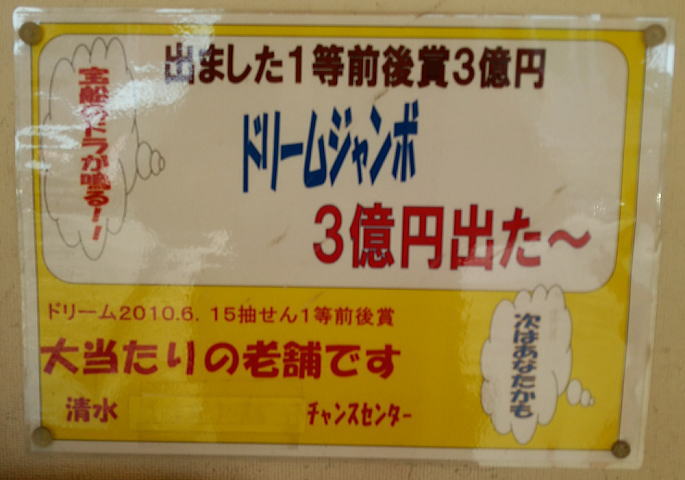 出ました1等前後賞3億円
宝船のドラが鳴る!!
ドリームジャンボ
3億円出た~
ドリーム2010.6.15抽せん1等前後賞
大当たりの老舗です
次はあなたかも
清水 チャンスセンター